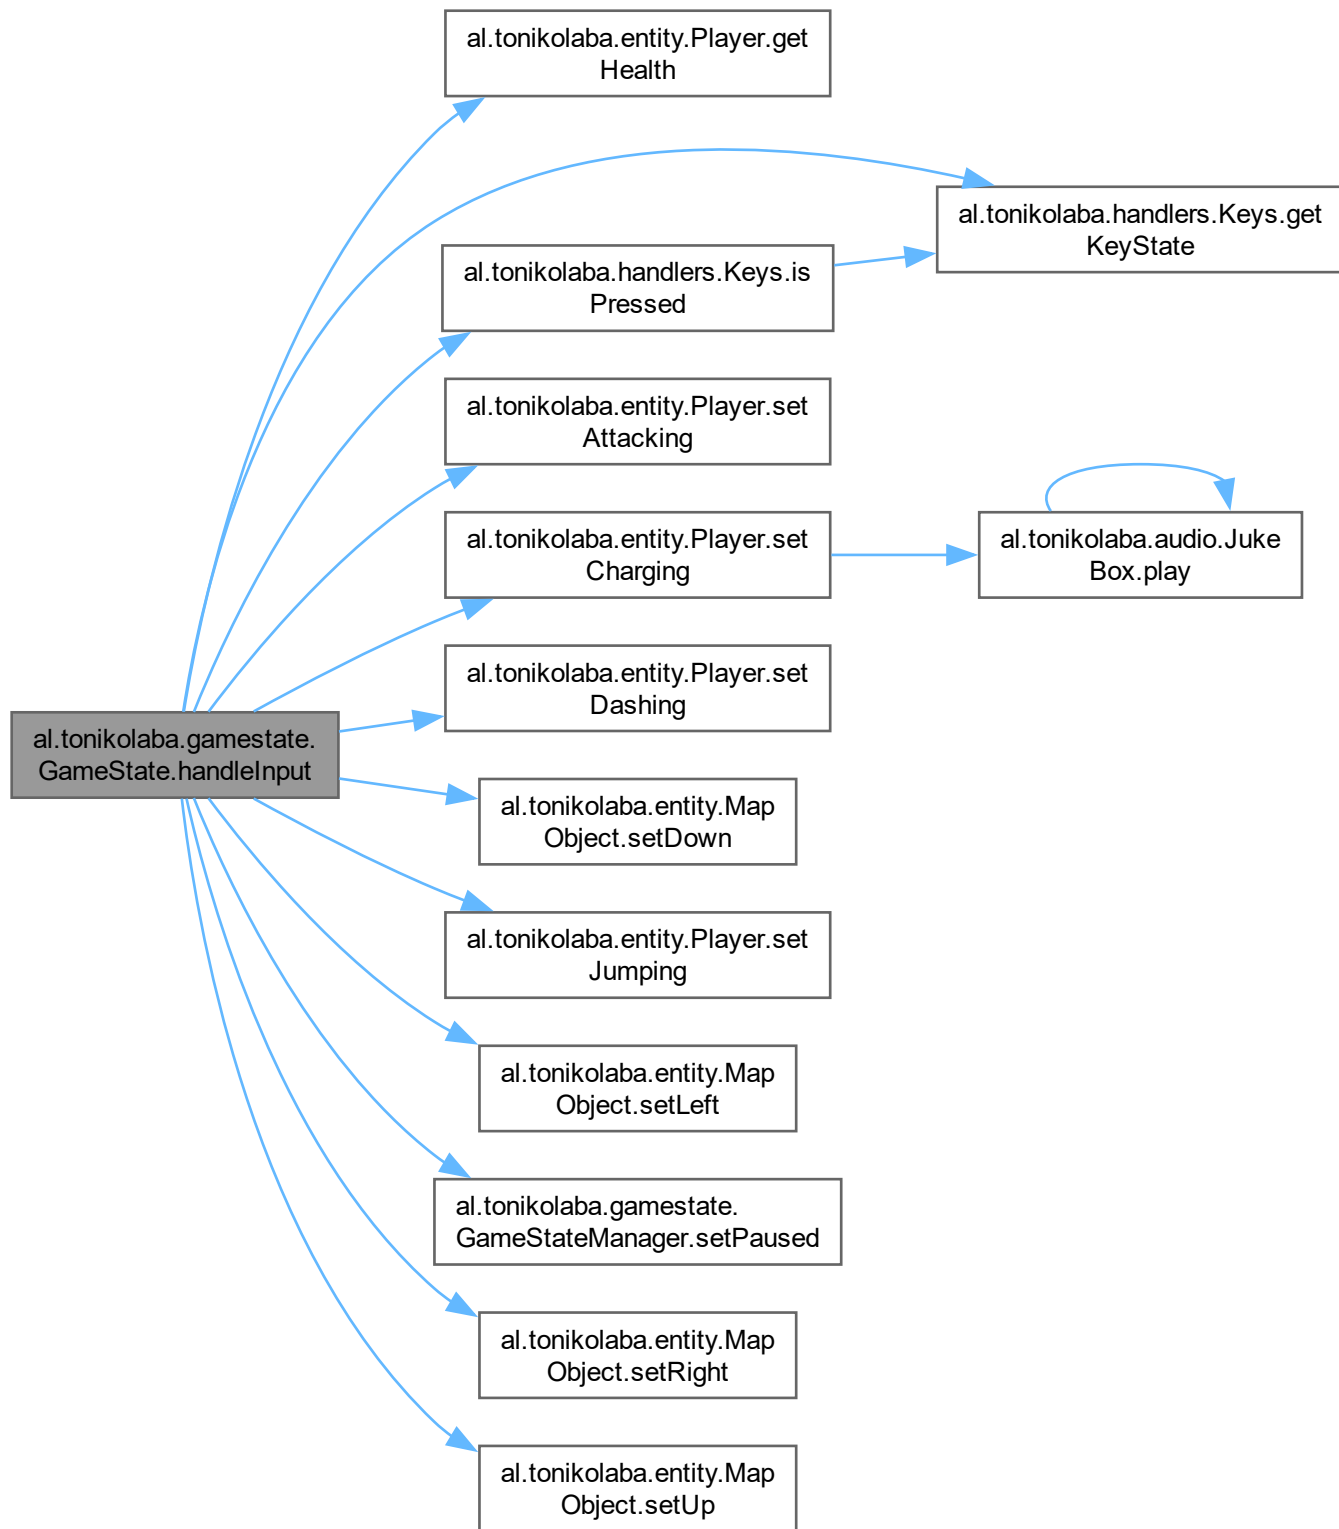 al.tonikolaba.entity.Player.get
Health
al.tonikolaba.handlers.Keys.get
KeyState
al.tonikolaba.handlers.Keys.is
Pressed
al.tonikolaba.entity.Player.set
Attacking
al.tonikolaba.entity.Player.set
Charging
al.tonikolaba.audio.Juke
Box.play
al.tonikolaba.entity.Player.set
Dashing
al.tonikolaba.gamestate.
GameState.handleInput
al.tonikolaba.entity.Map
Object.setDown
al.tonikolaba.entity.Player.set
Jumping
al.tonikolaba.entity.Map
Object.setLeft
al.tonikolaba.gamestate.
GameStateManager.setPaused
al.tonikolaba.entity.Map
Object.setRight
al.tonikolaba.entity.Map
Object.setUp